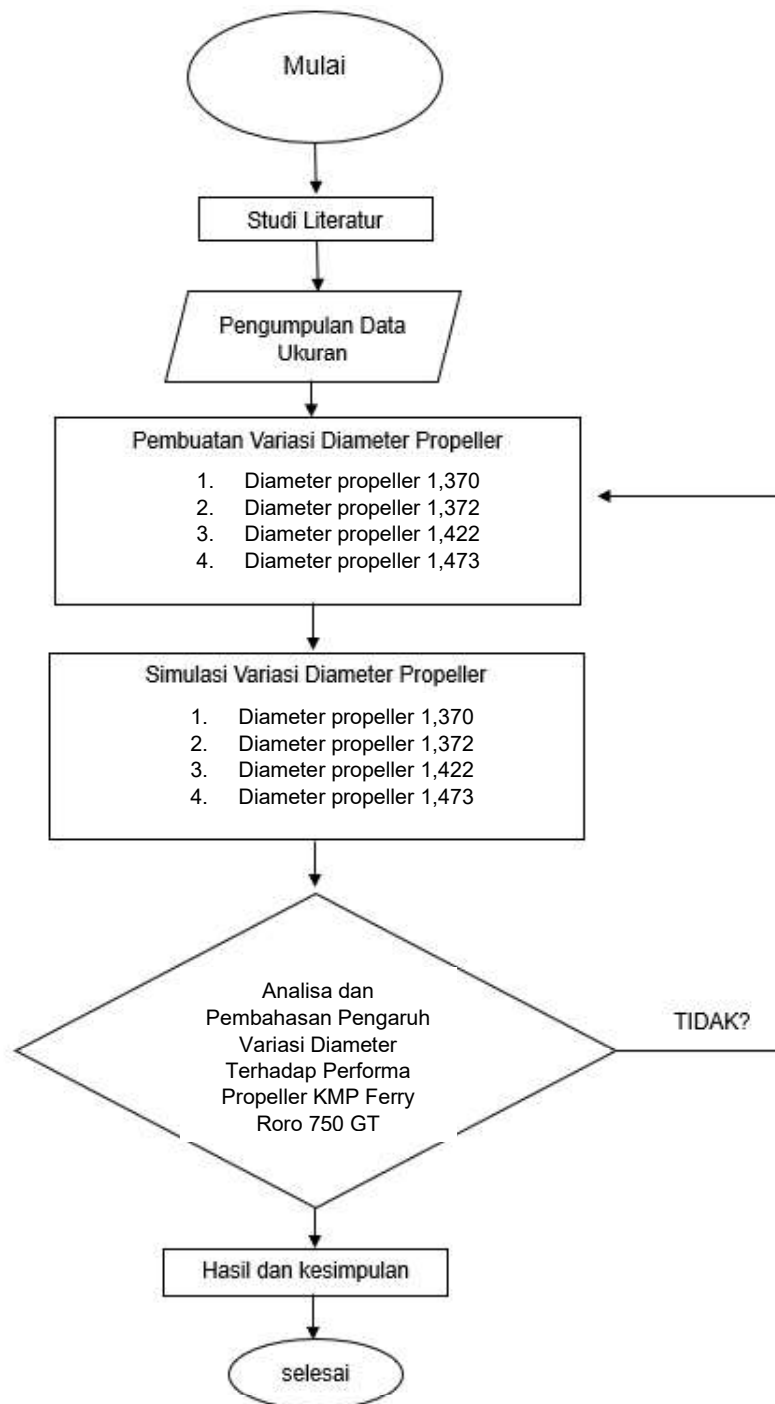 Mulai
Studi Literatur
Pengumpulan Data
Ukuran
Pembuatan Variasi Diameter Propeller
1. Diameter propeller 1,370
2. Diameter propeller 1,372
3. Diameter propeller 1,422
4. Diameter propeller 1,473
Simulasi Variasi Diameter Propeller
1. Diameter propeller 1,370
2. Diameter propeller 1,372
3. Diameter propeller 1,422
4. Diameter propeller 1,473
Analisa dan
Pembahasan Pengaruh
Variasi Diameter
Terhadap Performa
Propeller KMP Ferry
Roro 750 GT
TIDAK?
Hasil dan kesimpulan
selesai